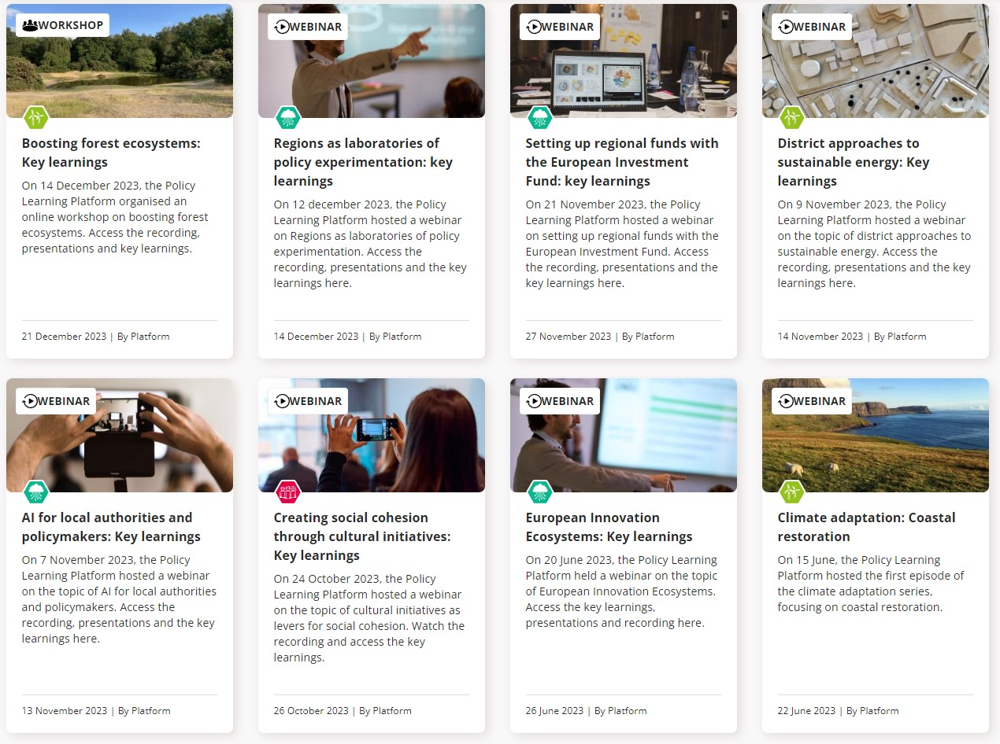 WORKSHOP
Boosting forest ecosystems:
Key learnings
On 14 December 2023, the Policy
Learning Platform organised an
online workshop on boosting forest
ecosystems. Access the recording,
presentations and key learnings.
21 December 2023 | By Platform
WEBINAR
Regions as laboratories of
policy experimentation: key
learnings
On 12 december 2023, the Policy
Learning Platform hosted a webinar
on Regions as laboratories of policy
experimentation. Access the
recording, presentations and the key
learnings here.
14 December 2023 | By Platform
WEBINAR
Setting up regional funds with
the European Investment
Fund: key learnings
On 21 November 2023, the Policy
Learning Platform hosted a webinar
on setting up regional funds with the
European Investment Fund. Access
the recording, presentations and the
key learnings here.
27 November 2023 | By Platform
WEBINAR
District approaches to
sustainable energy: Key
learnings
On 9 November 2023, the Policy
Learning Platform hosted a webinar
on the topic of district approaches to
sustainable energy. Access the
recording, presentations and the key
learnings here.
14 November 2023 | By Platform
WEBINAR
AI for local authorities and
policymakers: Key learnings
On 7 November 2023, the Policy
Learning Platform hosted a webinar
on the topic of AI for local authorities
and policymakers. Access the
recording, presentations and the key
learnings here.
13 November 2023 | By Platform
WEBINAR
Creating social cohesion
through cultural initiatives:
Key learnings
On 24 October 2023, the Policy
Learning Platform hosted a webinar
on the topic of cultural initiatives as
levers for social cohesion. Watch the
recording and access the key
learnings.
26 October 2023 | By Platform
WEBINAR
European Innovation
Ecosystems: Key learnings
On 20 June 2023, the Policy Learning
Platform held a webinar on the topic
of European Innovation Ecosystems.
Access the key learnings,
presentations and recording here.
26 June 2023 | By Platform
WEBINAR
Climate adaptation: Coastal
restoration
On 15 June, the Policy Learning
Platform hosted the first episode of
the climate adaptation series,
focusing on coastal restoration.
22 June 2023 | By Platform